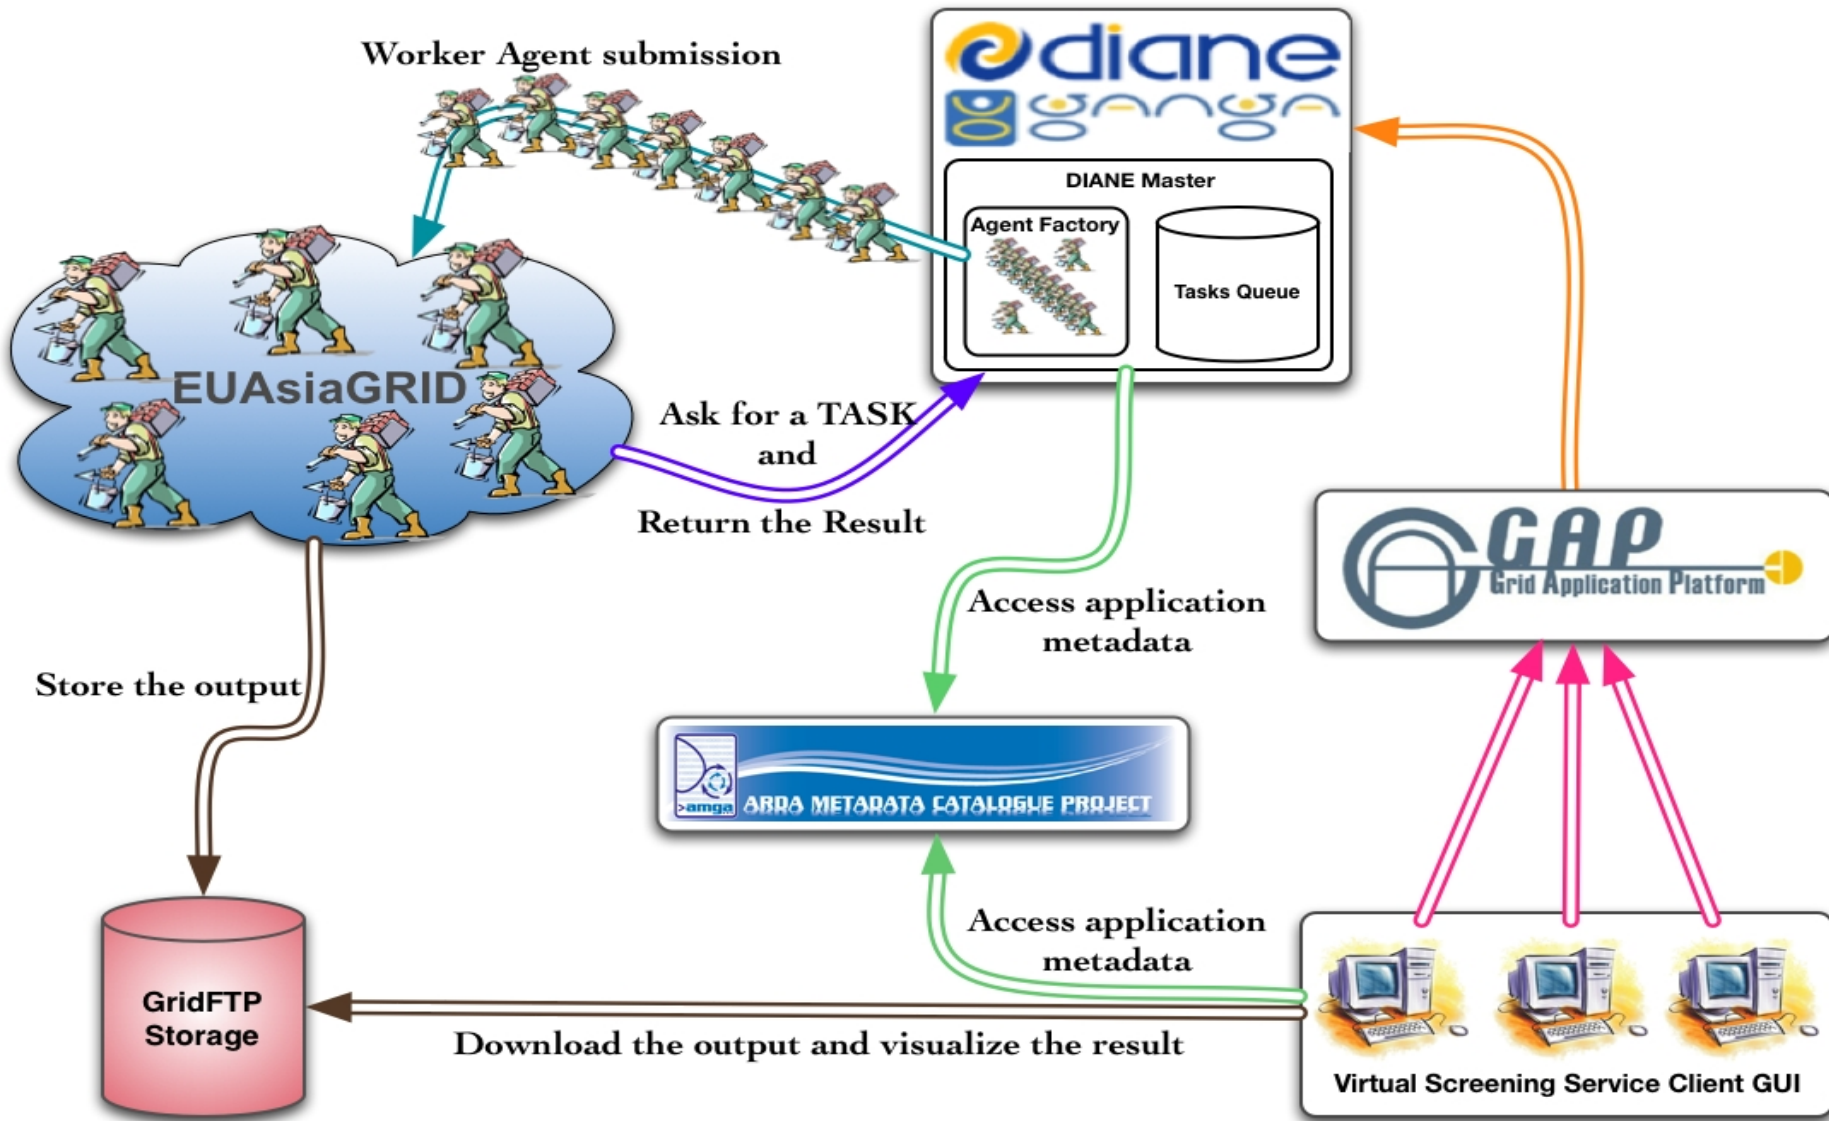 Worker Agent submission
diane
ganga
DIANE Master
Agent Factory
Tasks Queue
EUAsiaGRID
Ask for a TASK
and
Return the Result
GAP
Grid Application Platform
Access application
metadata
Store the output
>amga
ARDA METADATA CATALOGUE PROJECT
Access application
metadata
GridFTP
Storage
Download the output and visualize the result
Virtual Screening Service Client GUI